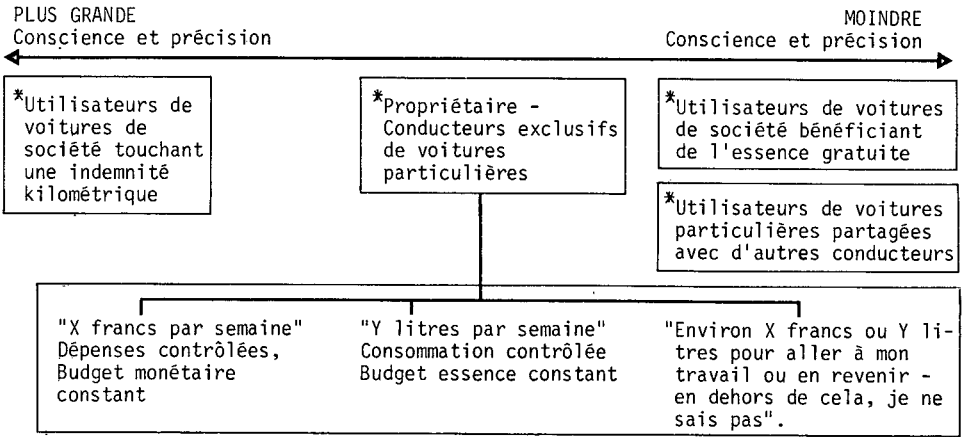 PLUS GRANDE
Conscience et précision
MOINDRE
Conscience et précision
*Utilisateurs de
voitures de
société touchant
une indemnité
kilométrique
*Propriétaire -
Conducteurs exclusifs
de voitures
particulières
*Utilisateurs de voitures
de société bénéficiant
de l'essence gratuite
*Utilisateurs de voitures
particulières partagées
avec d'autres conducteurs
"X francs par semaine"
Dépenses contrôlées,
Budget monétaire
constant
"Y litres par semaine"
Consommation contrôlée
Budget essence constant
"Environ X francs ou Y li-
tres pour aller à mon
travail ou en revenir -
en dehors de cela, je ne
sais pas".